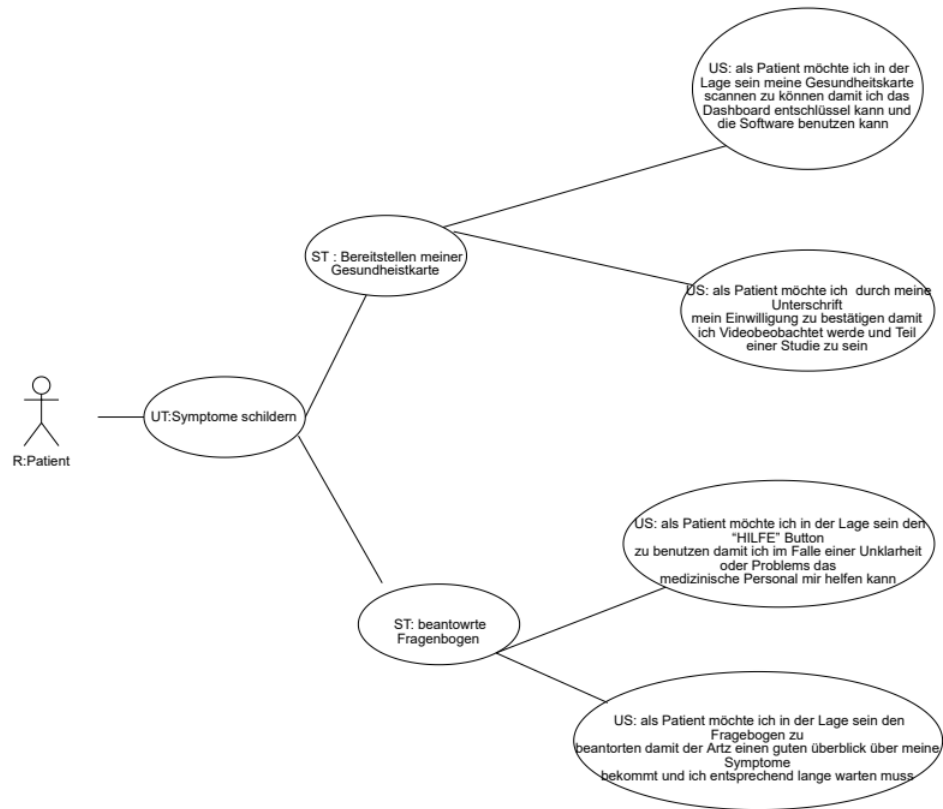 US: als Patient möchte ich in der
Lage sein meine Gesundheitskarte
scannen zu können damit ich das
Dashboard entschlüssel kann und
die Software benutzen kann
ST : Bereitstellen meiner
Gesundheistkarte
US: als Patient möchte ich durch meine
Unterschrift
mein Einwilligung zu bestätigen damit
ich Videobeobachtet werde und Teil
einer Studie zu sein
UT:Symptome schildern
R:Patient
US: als Patient möchte ich in der Lage sein den
“HILFE” Button
zu benutzen damit ich im Falle einer Unklarheit
oder Problems das
medizinische Personal mir helfen kann
ST: beantowrte
Fragenbogen
US: als Patient möchte ich in der Lage sein den
Fragebogen zu
beantorten damit der Artz einen guten überblick über meine
Symptome
bekommt und ich entsprechend lange warten muss